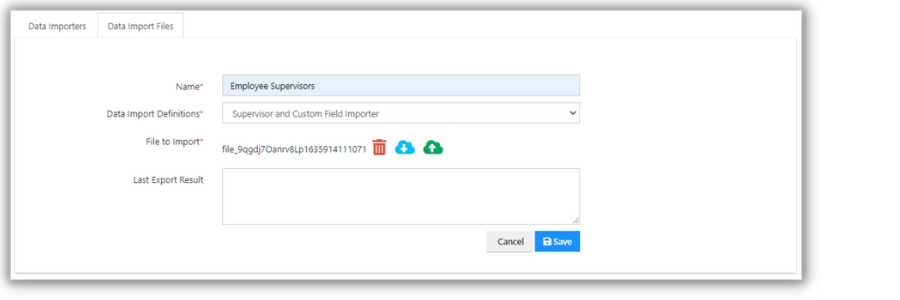 Data Importers Data Import Files
Name* Employee Supervisors
Data Import Definitions* Supervisor and Custom Field Importer
File to Import* file_9qgdj7Oanrv8Lp1635914111071
Last Export Result
Cancel Save